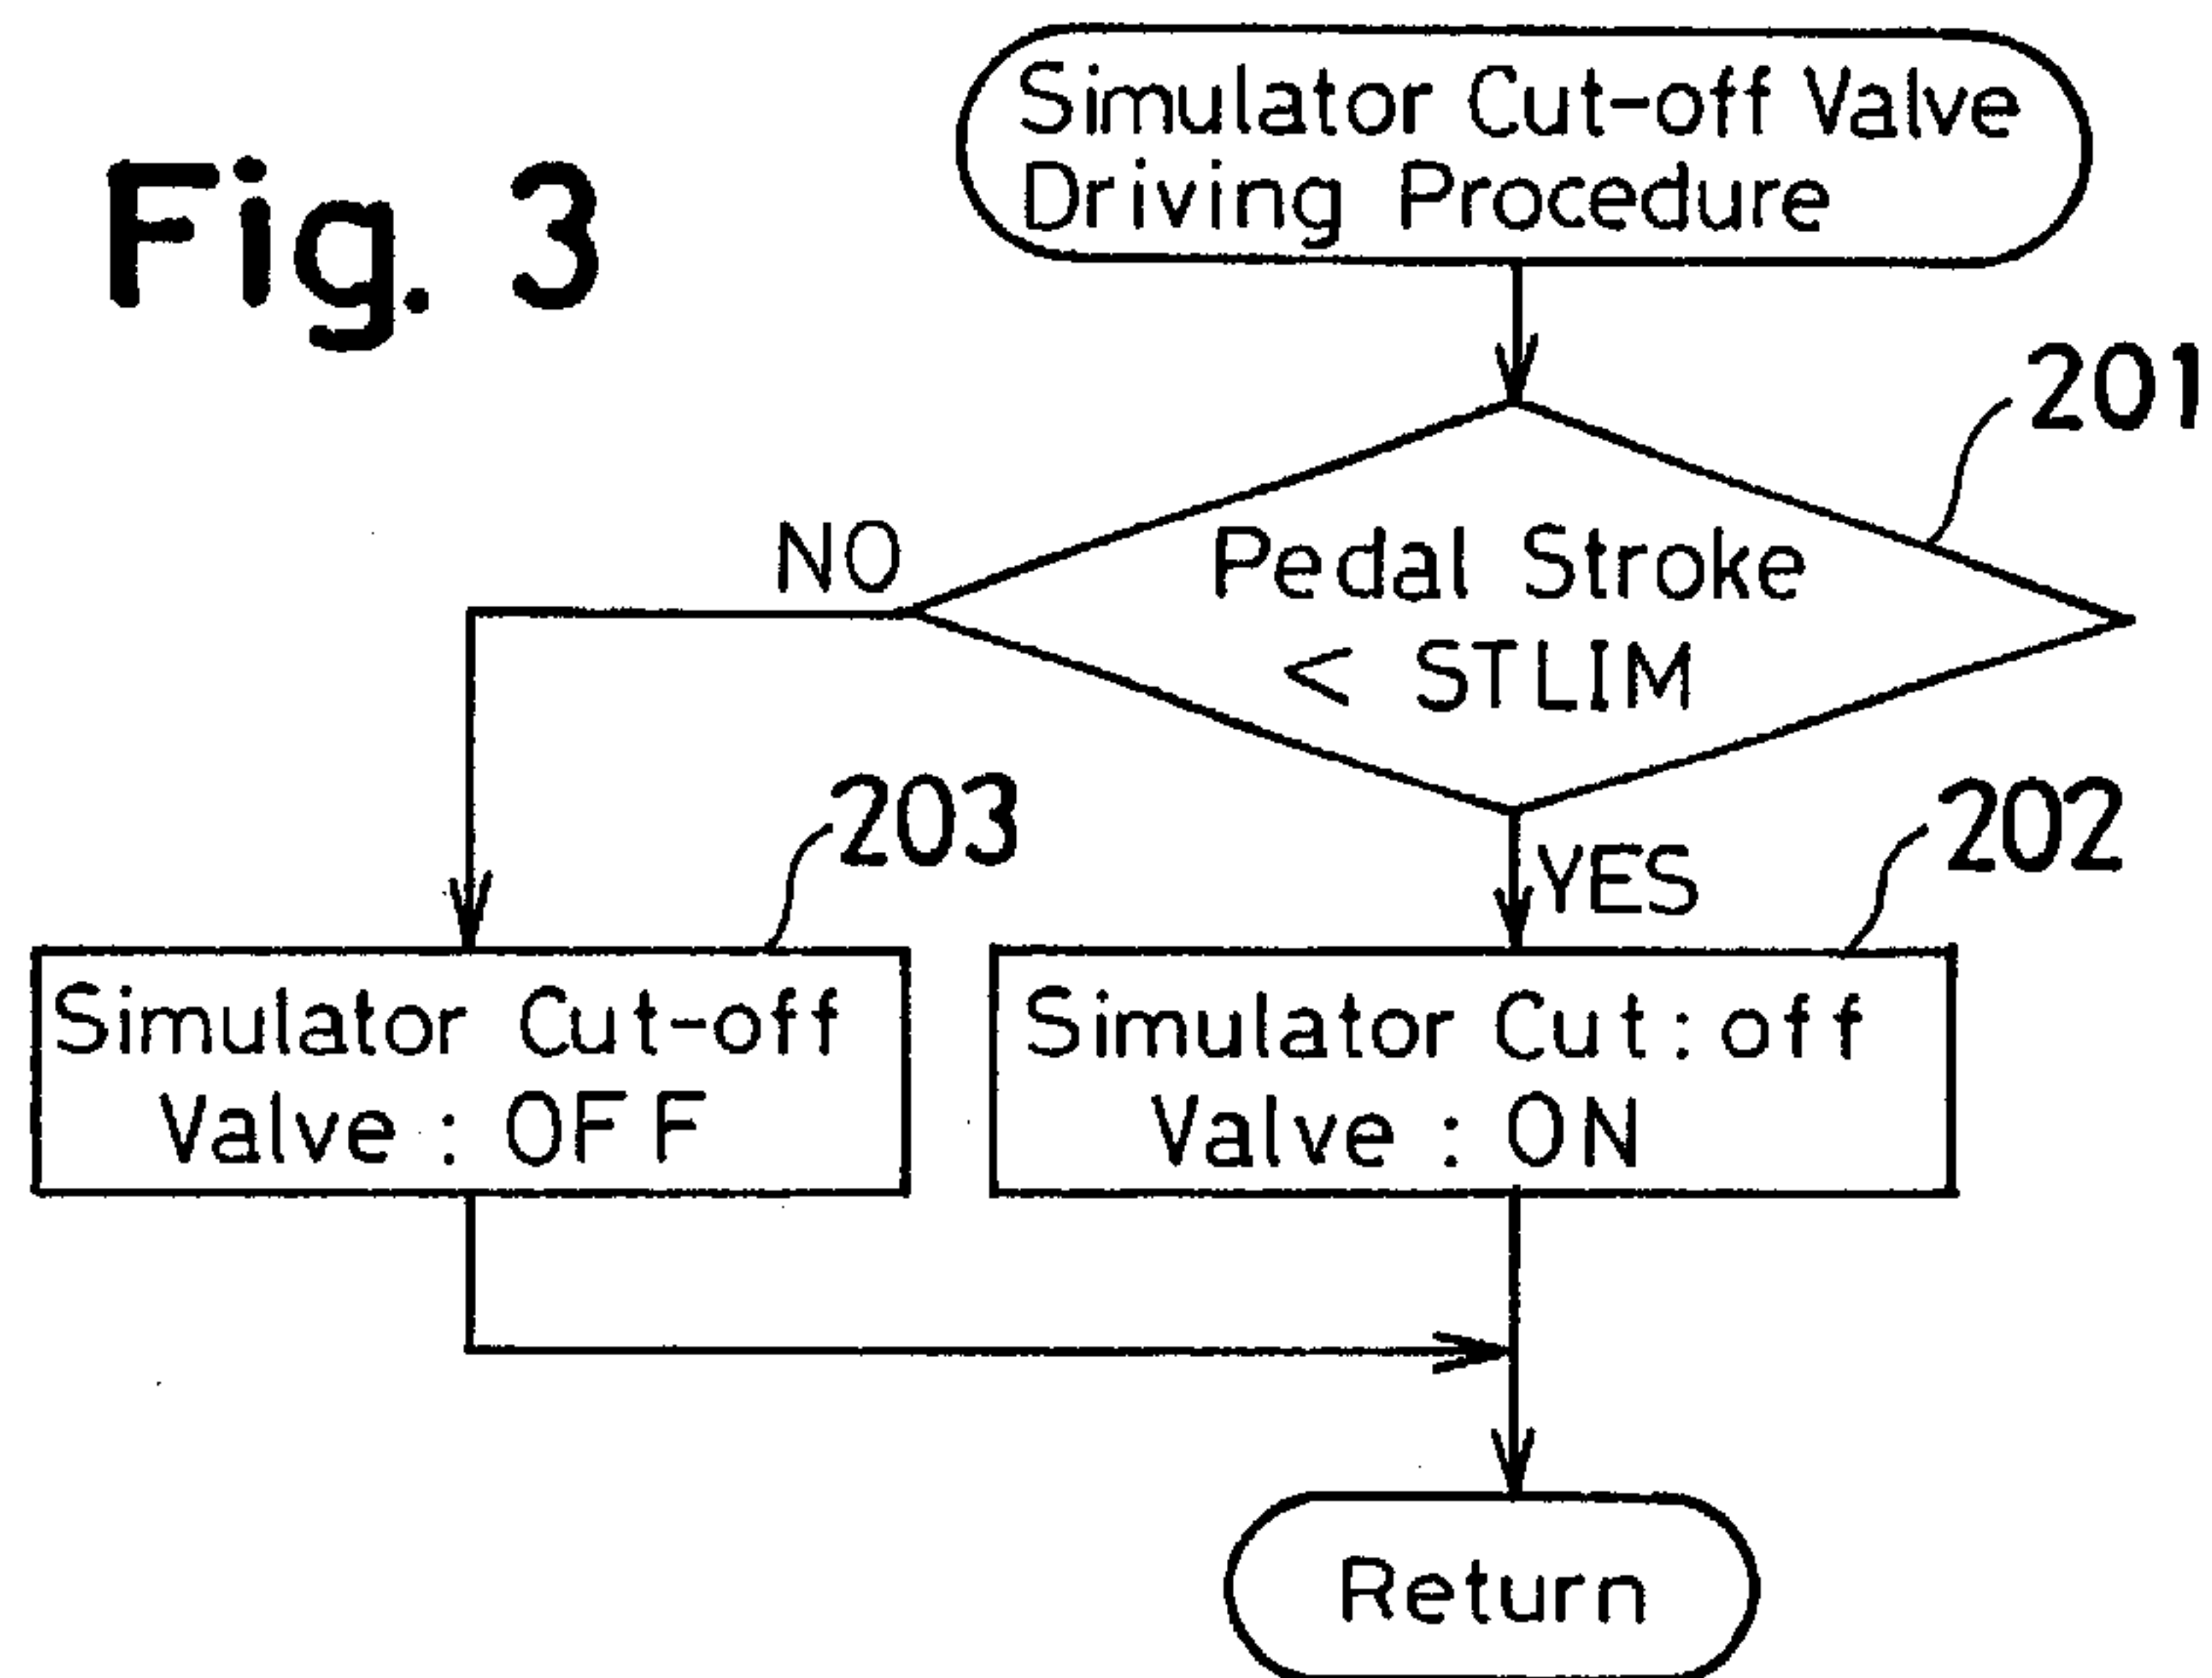 Fig. 3
Simulator Cut-off Valve
Driving Procedure
201
NO
Pedal Stroke
< STLIM
203
YES
202
Simulator Cut-off
Valve : OFF
Simulator Cut:off
Valve : ON
Return